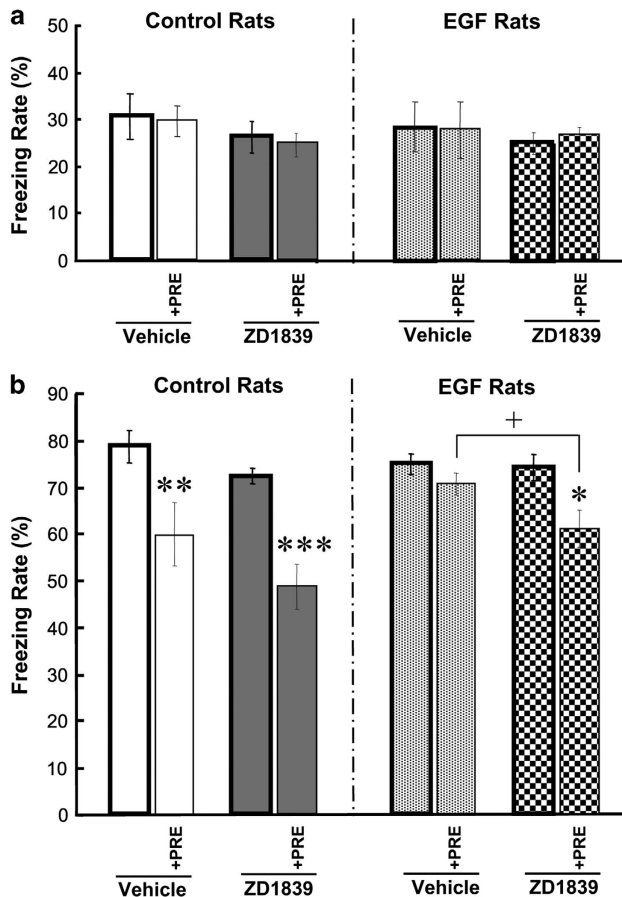 a
Control Rats
EGF Rats
Freezing Rate (%)
50
40
30
20
10
0
+PRE
+PRE
+PRE
+PRE
Vehicle
ZD1839
Vehicle
ZD1839
b
Control Rats
EGF Rats
Freezing Rate (%)
90
80
70
60
50
40
30
20
10
0
**
***
+
*
+PRE
+PRE
+PRE
+PRE
Vehicle
ZD1839
Vehicle
ZD1839